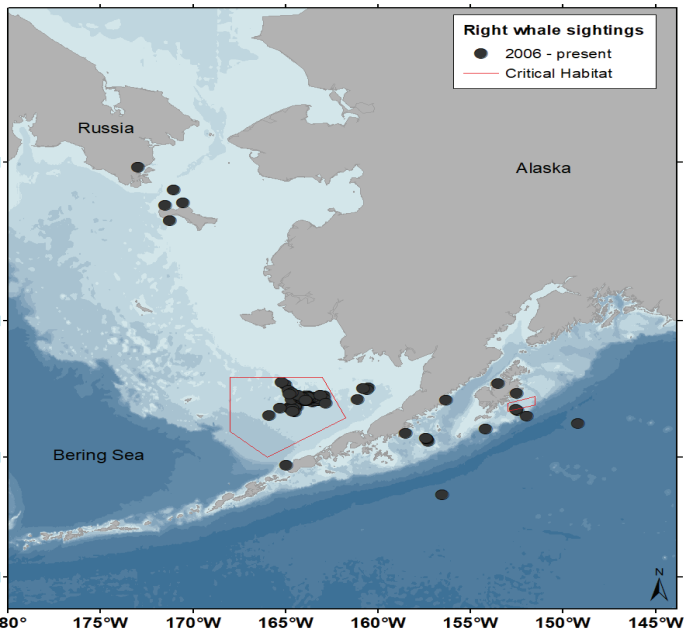 Right whale sightings
2006 - present
Critical Habitat
Russia
Alaska
Bering Sea
N
80° 175°W 170°W 165°W 160°W 155°W 150°W 145°W